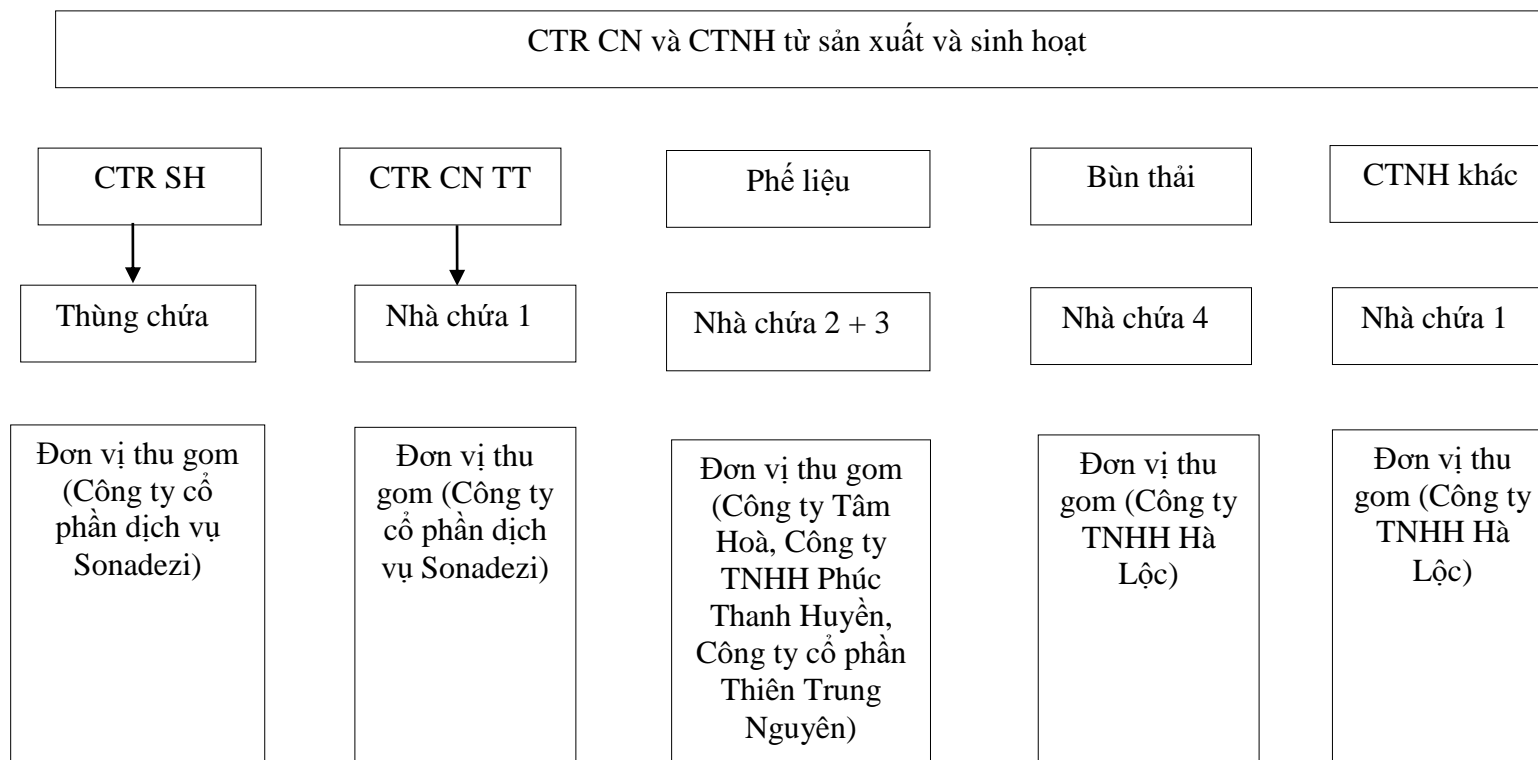 CTR CN và CTNH từ sản xuất và sinh hoạt
CTR SH
CTR CN TT
Phế liệu
Bùn thải
CTNH khác
Thùng chứa
Nhà chứa 1
Nhà chứa 2 + 3
Nhà chứa 4
Nhà chứa 1
Đơn vị thu gom
(Công ty cổ
phần dịch vụ
Sonadezi)
Đơn vị thu
gom (Công ty
cổ phần dịch
vụ Sonadezi)
Đơn vị thu gom
(Công ty Tâm
Hoà, Công ty
TNHH Phúc
Thanh Huyền,
Công ty cổ phần
Thiên Trung
Nguyên)
Đơn vị thu
gom (Công ty
TNHH Hà
Lộc)
Đơn vị thu
gom (Công ty
TNHH Hà
Lộc)